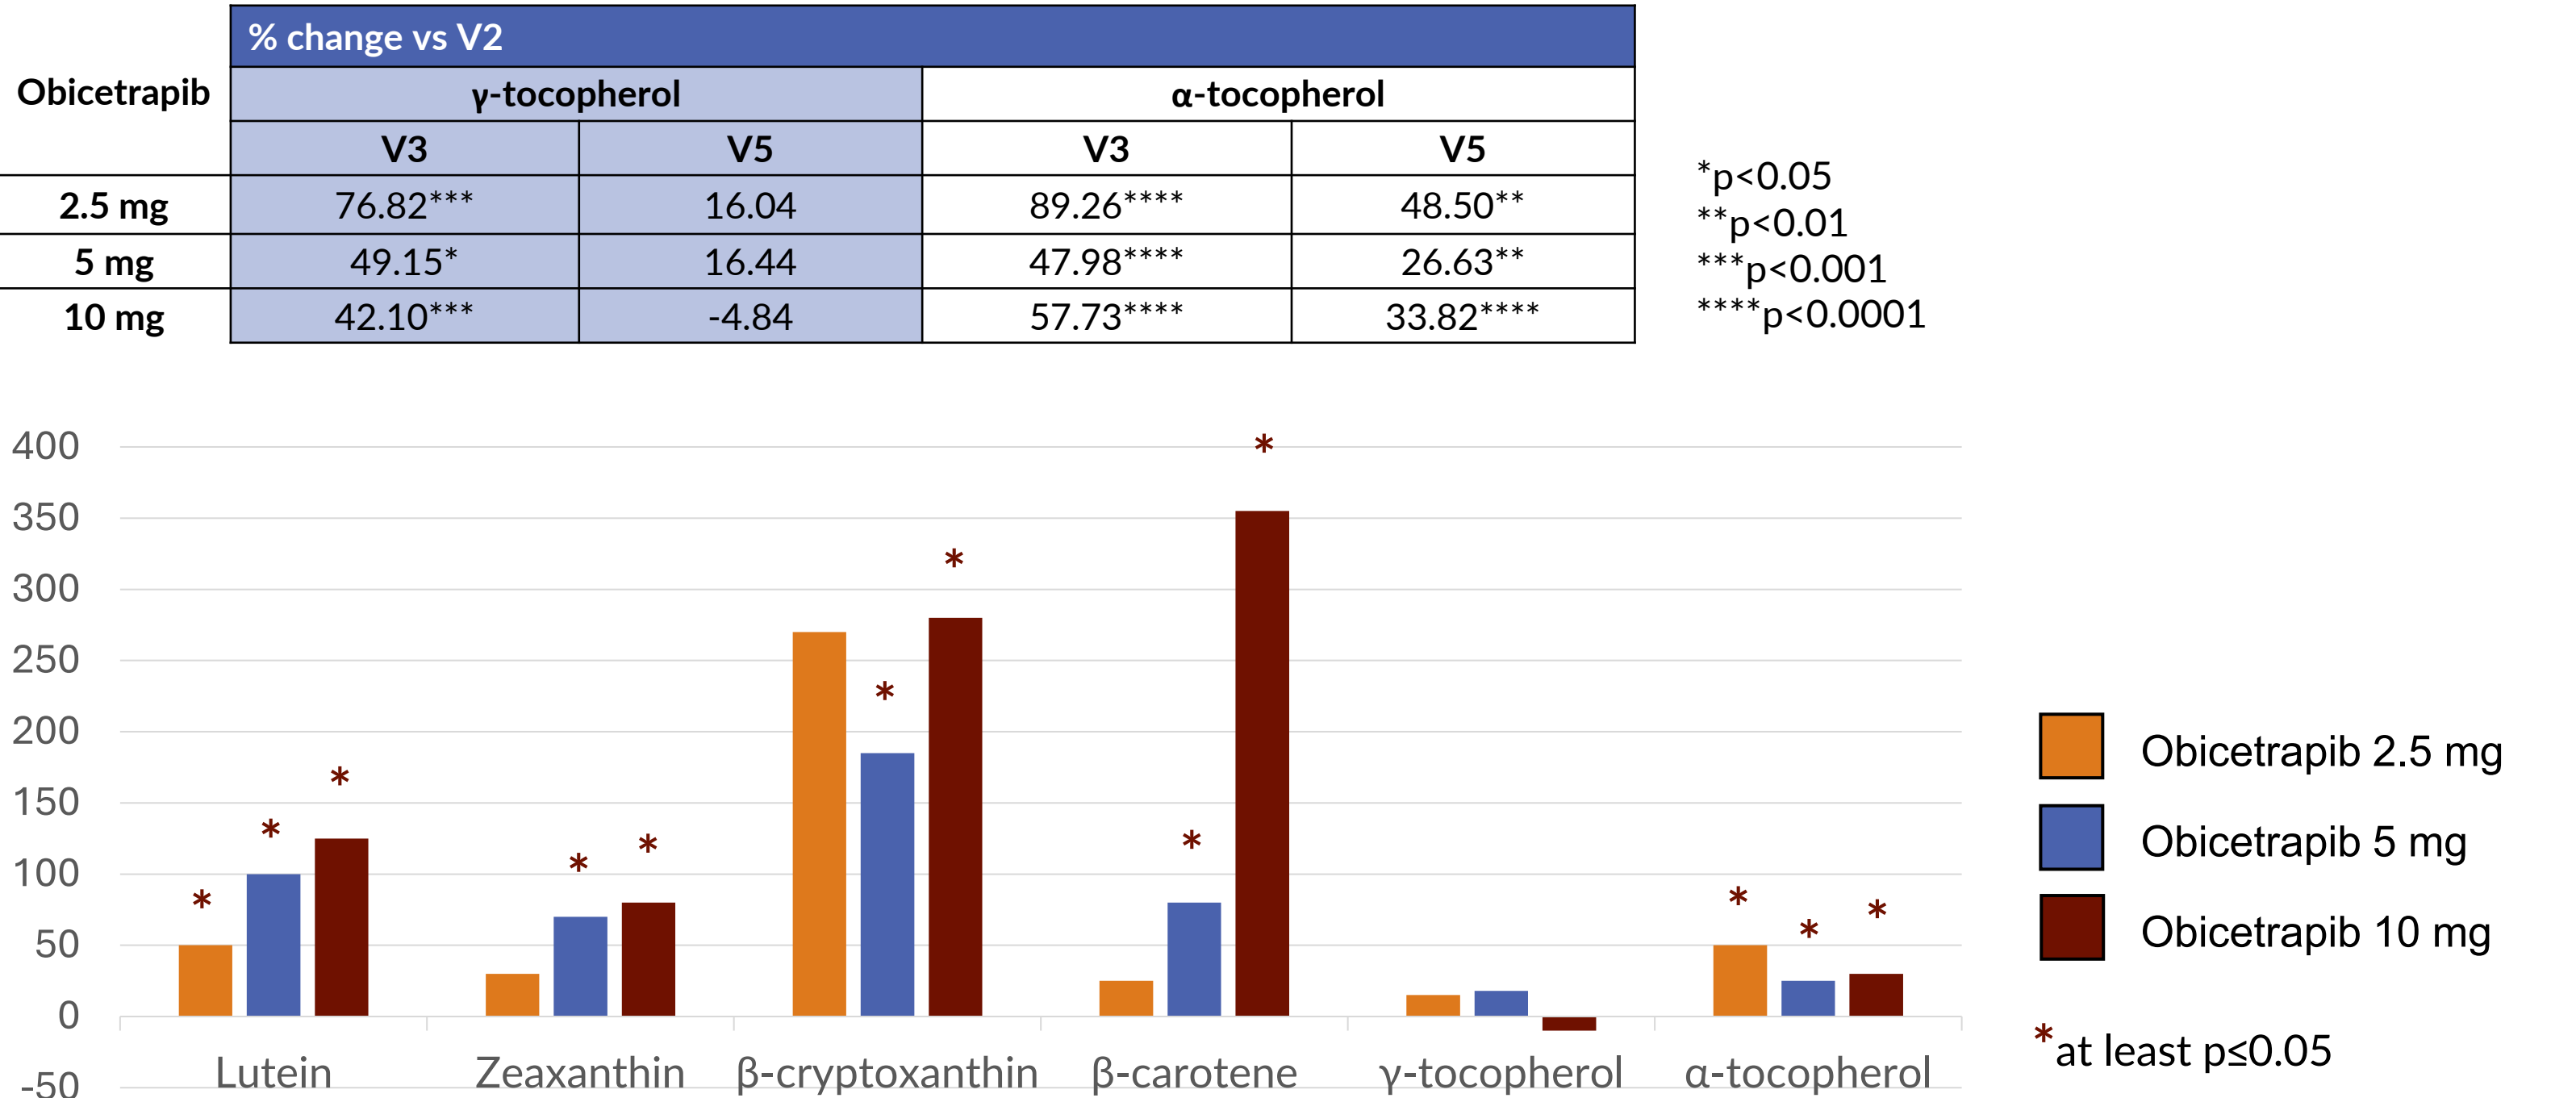 % change vs V2
Obicetrapib γ-tocopherol α-tocopherol
V3 V5 V3 V5
2.5 mg 76.82*** 16.04 89.26**** 48.50**
5 mg 49.15* 16.44 47.98**** 26.63**
10 mg 42.10*** -4.84 57.73**** 33.82****
*p<0.05
**p<0.01
***p<0.001
****p<0.0001
400 *
350
300 *
250 *
200
150 *
100 * * * * *
50 * * * *
0
-50
Lutein Zeaxanthin β-cryptoxanthin β-carotene γ-tocopherol α-tocopherol
Obicetrapib 2.5 mg
Obicetrapib 5 mg
Obicetrapib 10 mg
*at least p≤0.05